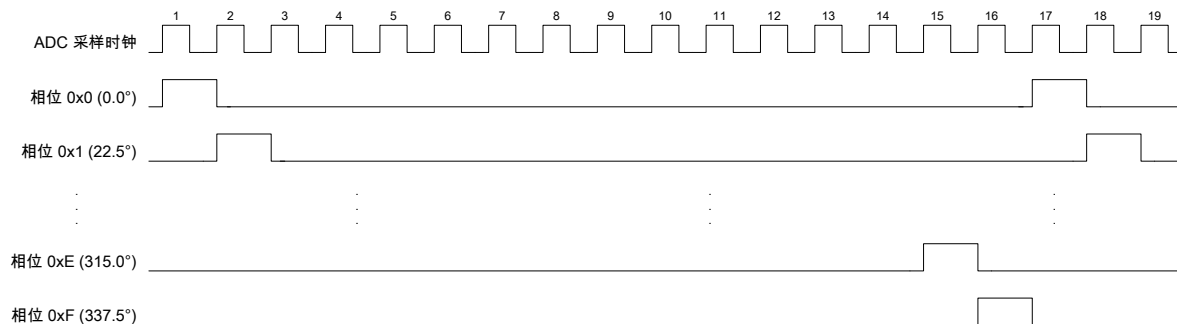 1 2 3 4 5 6 7 8 9 10 11 12 13 14 15 16 17 18 19
ADC 采样时钟
相位 0x0 (0.0°)
相位 0x1 (22.5°)
相位 0xE (315.0°)
相位 0xF (337.5°)